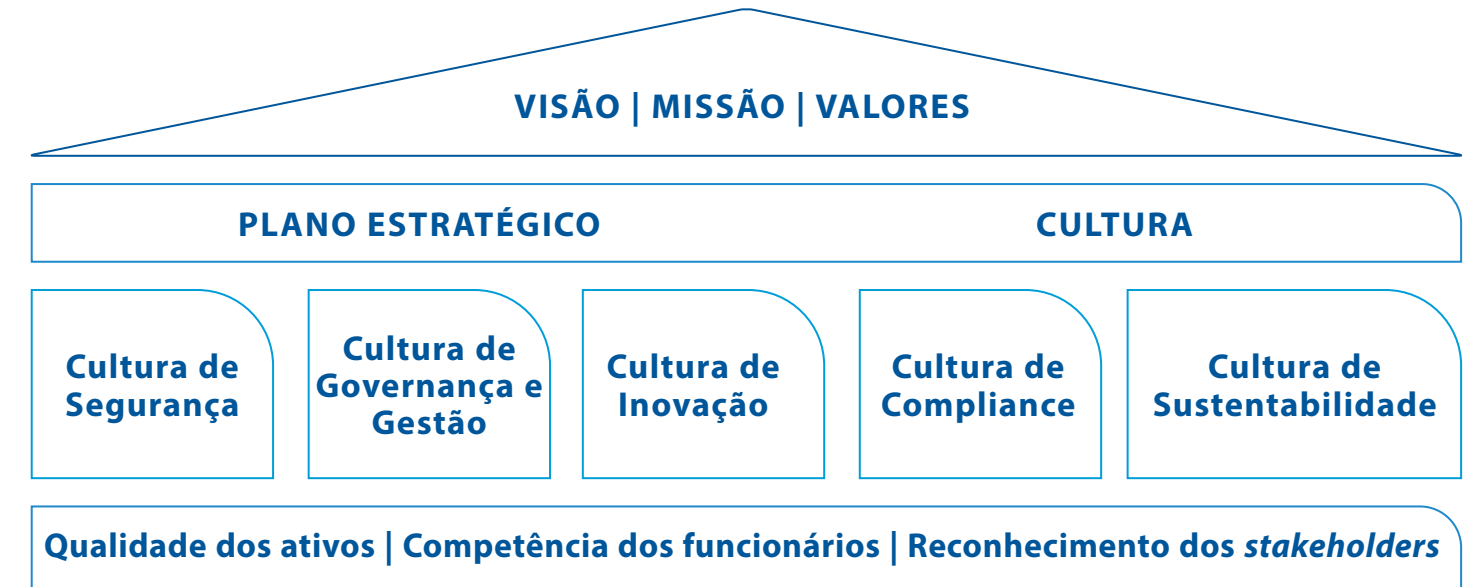 VISÃO | MISSÃO | VALORES
PLANO ESTRATÉGICO
CULTURA
Cultura de
Segurança
Cultura de
Governança e
Gestão
Cultura de
Inovação
Cultura de
Compliance
Cultura de
Sustentabilidade
Qualidade dos ativos | Competência dos funcionários | Reconhecimento dos stakeholders